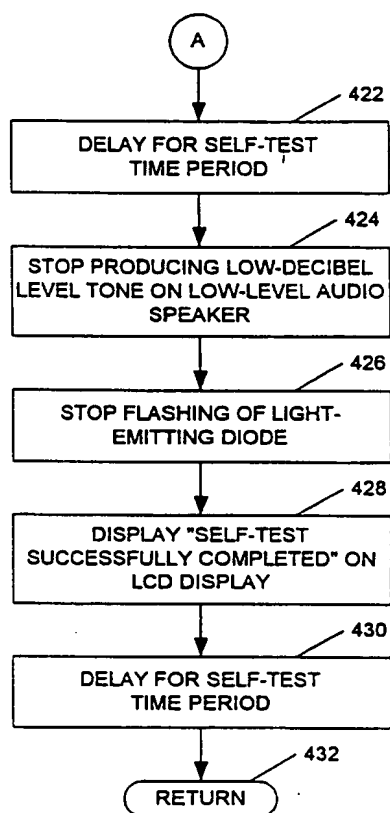 A
422
DELAY FOR SELF-TEST
TIME PERIOD
424
STOP PRODUCING LOW-DECIBEL
LEVEL TONE ON LOW-LEVEL AUDIO
SPEAKER
426
STOP FLASHING OF LIGHT-
EMITTING DIODE
428
DISPLAY "SELF-TEST
SUCCESSFULLY COMPLETED" ON
LCD DISPLAY
430
DELAY FOR SELF-TEST
TIME PERIOD
432
RETURN